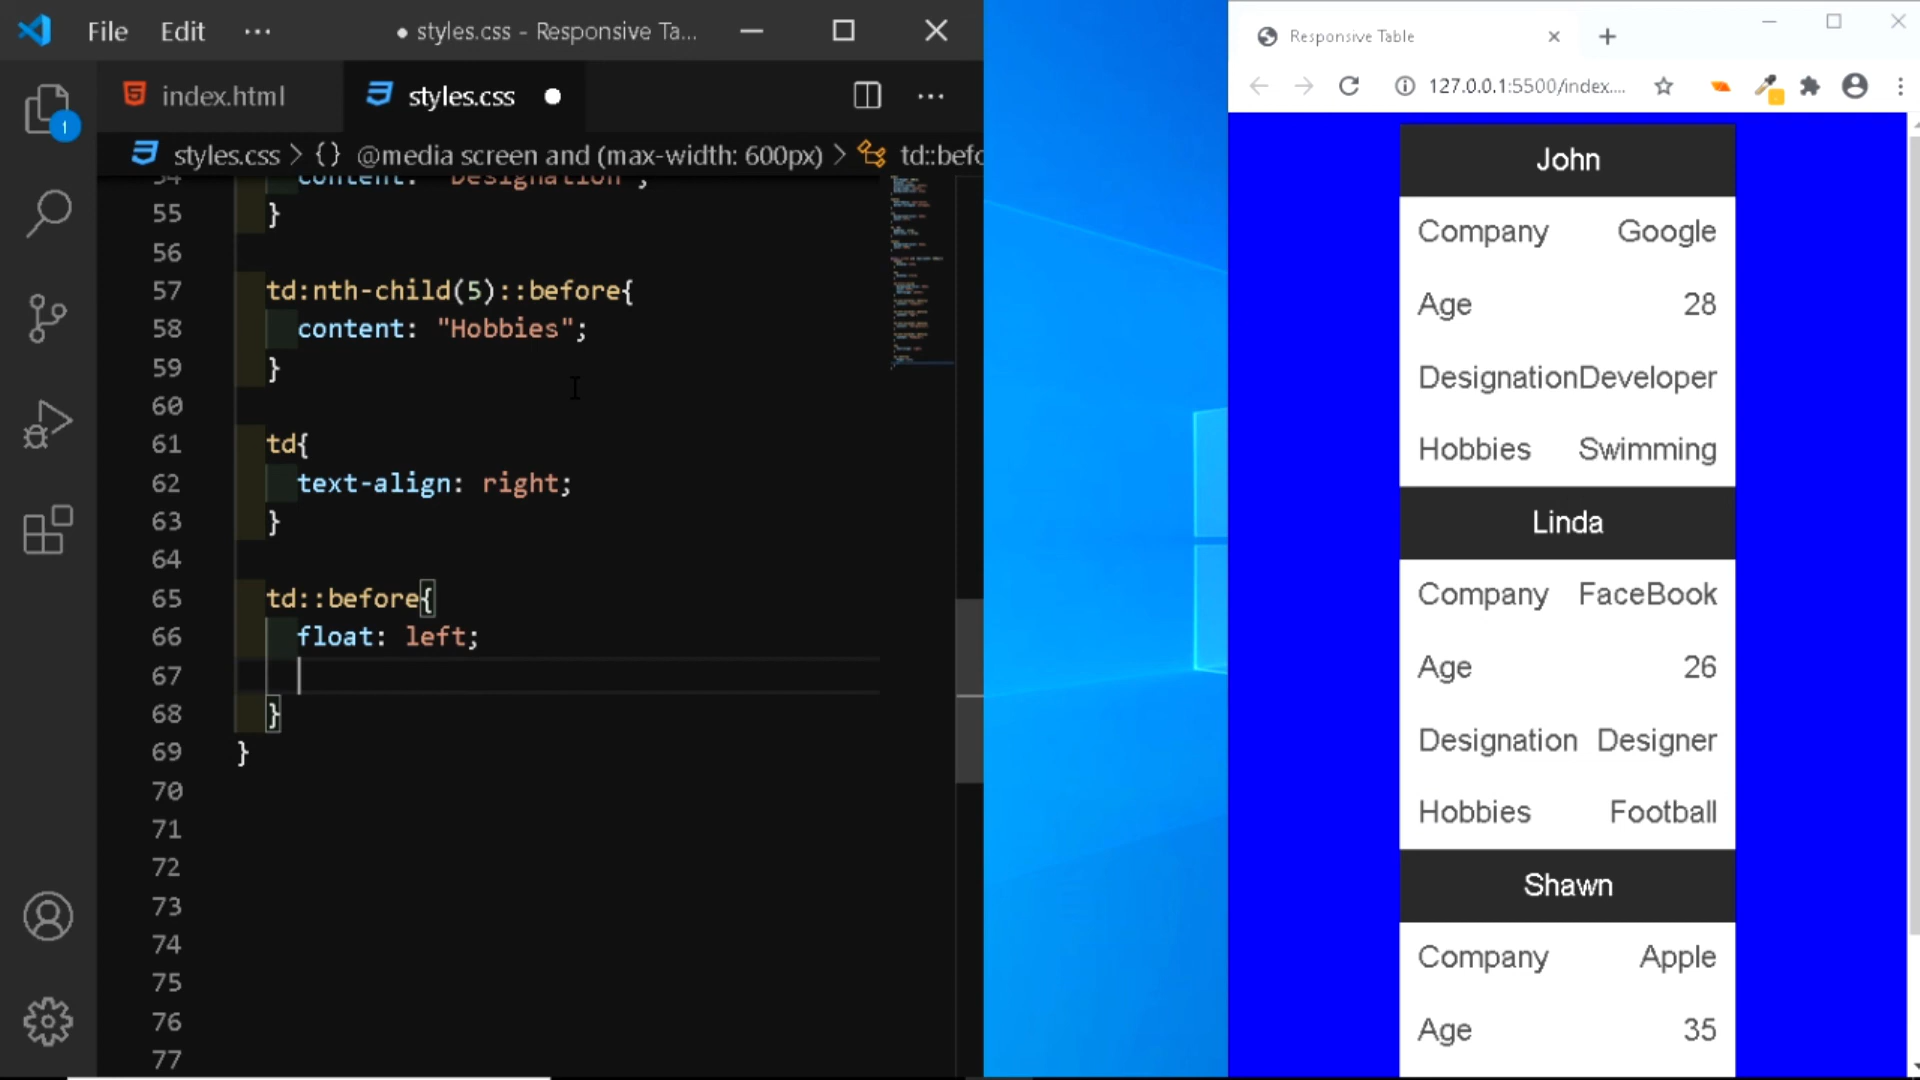 File Edit ···
● styles.css - Responsive Ta...
index.html
styles.css ●
styles.css > {} @media screen and (max-width: 600px) > td::befo
1
54 content: "Designation";
55 }
56
57 td:nth-child(5)::before{
58 content: "Hobbies";
59 }
60
61 td{
62 text-align: right;
63 }
64
65 td::before{
66 float: left;
67
68 }
69 }
70
71
72
73
74
75
76
77
Responsive Table
127.0.0.1:5500/index....
John
Company Google
Age 28
DesignationDeveloper
Hobbies Swimming
Linda
Company FaceBook
Age 26
Designation Designer
Hobbies Football
Shawn
Company Apple
Age 35